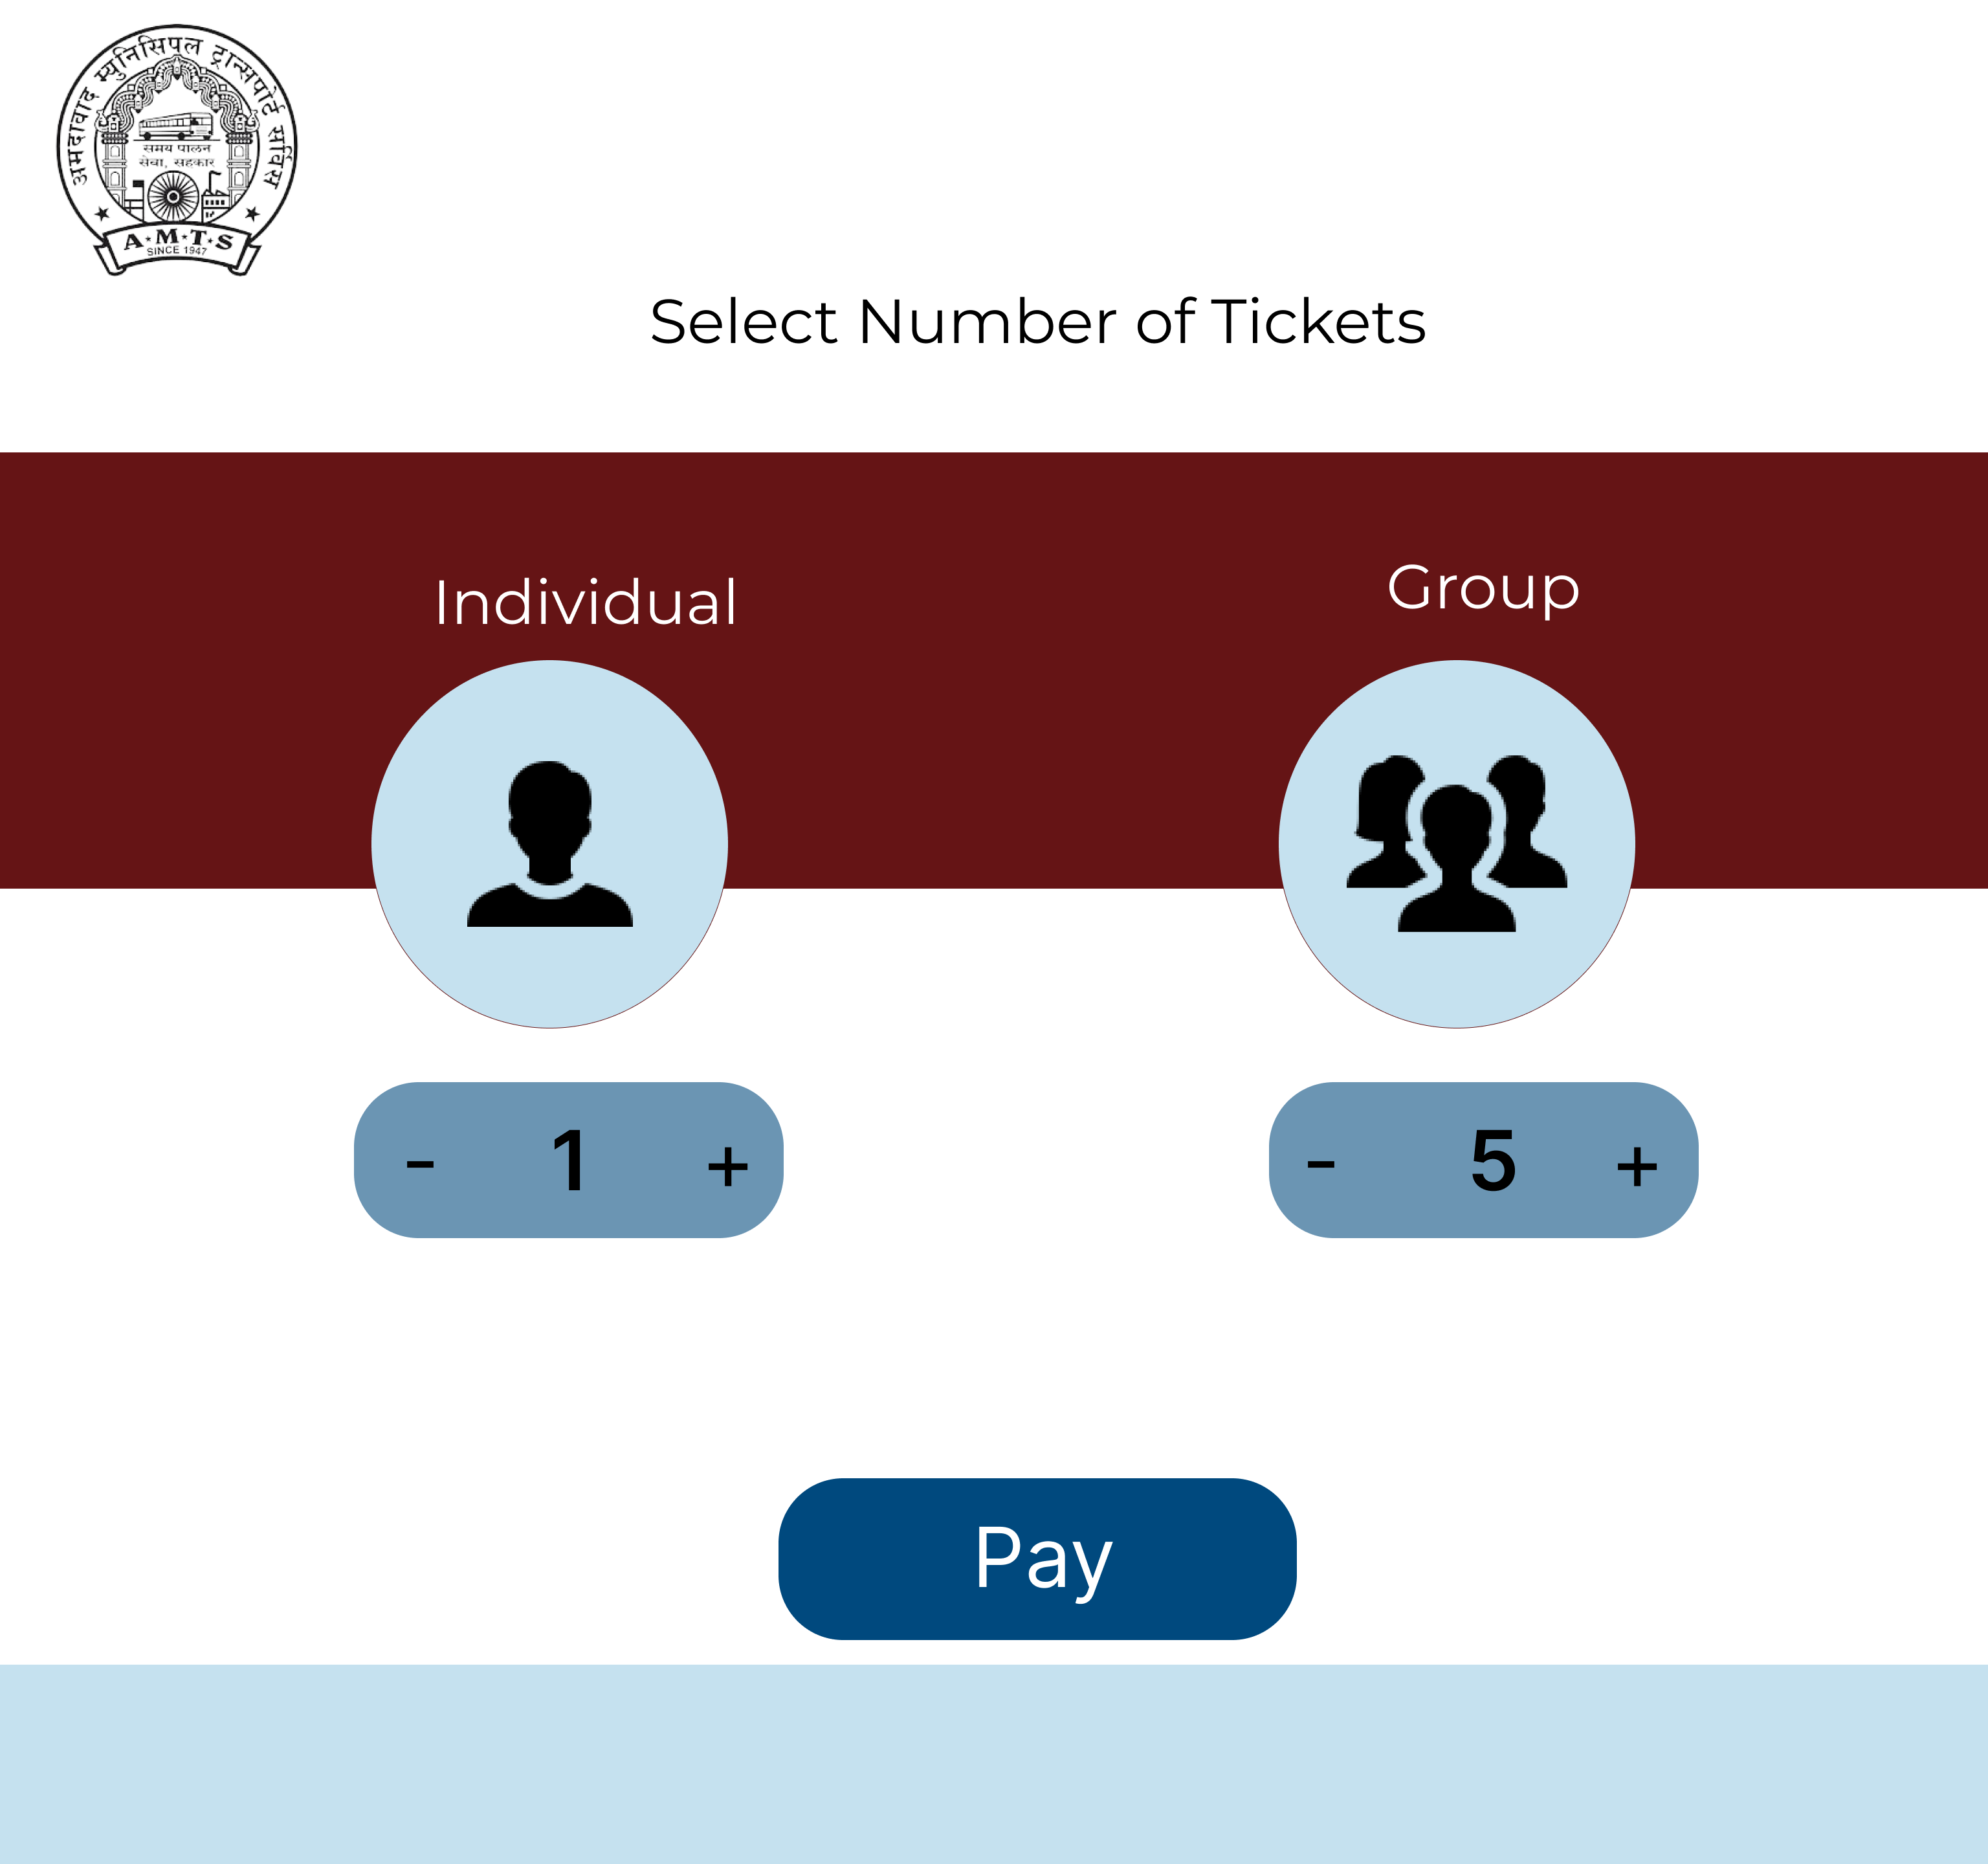 अमदावाद म्युनिसिपल ट्रान्सपोर्ट सर्विस
समय पालन
सेवा, सहकार
A★M★T★S
SINCE 1947
Select Number of Tickets
Individual
Group
- 1 +
- 5 +
Pay